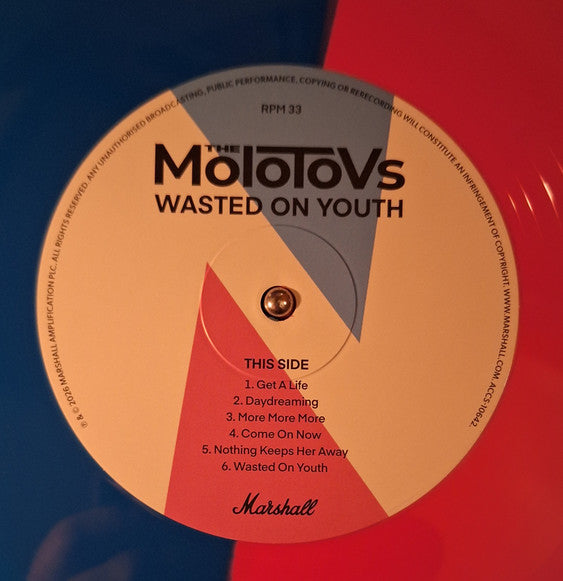 ℗ & © 2026 MARSHALL AMPLIFICATION PLC. ALL RIGHTS RESERVED. ANY UNAUTHORISED BROADCASTING, PUBLIC PERFORMANCE, COPYING OR RERECORDING WILL CONSTITUTE AN INFRINGEMENT OF COPYRIGHT. WWW.MARSHALL.COM. ACCS-10642.
RPM 33
THE
MOLOTOVS
WASTED ON YOUTH
THIS SIDE
1. Get A Life
2. Daydreaming
3. More More More
4. Come On Now
5. Nothing Keeps Her Away
6. Wasted On Youth
Marshall